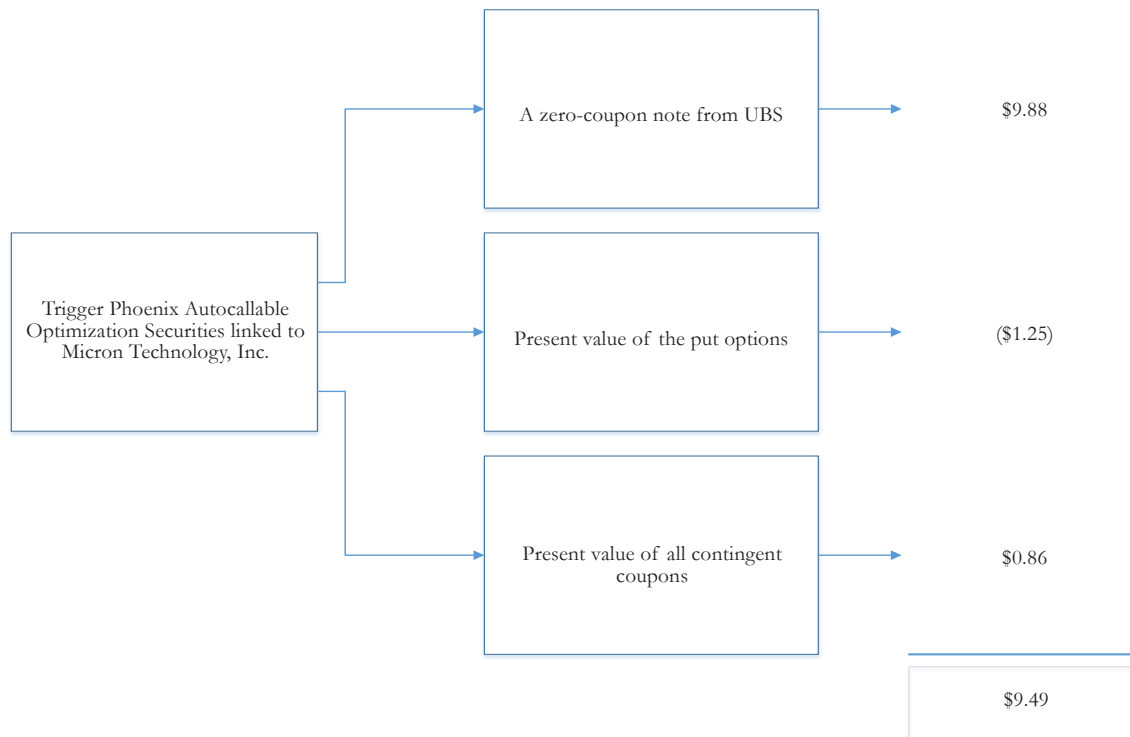 A zero-coupon note from UBS
$9.88
Trigger Phoenix Autocallable
Optimization Securities linked to
Micron Technology, Inc.
Present value of the put options
($1.25)
Present value of all contingent
coupons
$0.86
$9.49